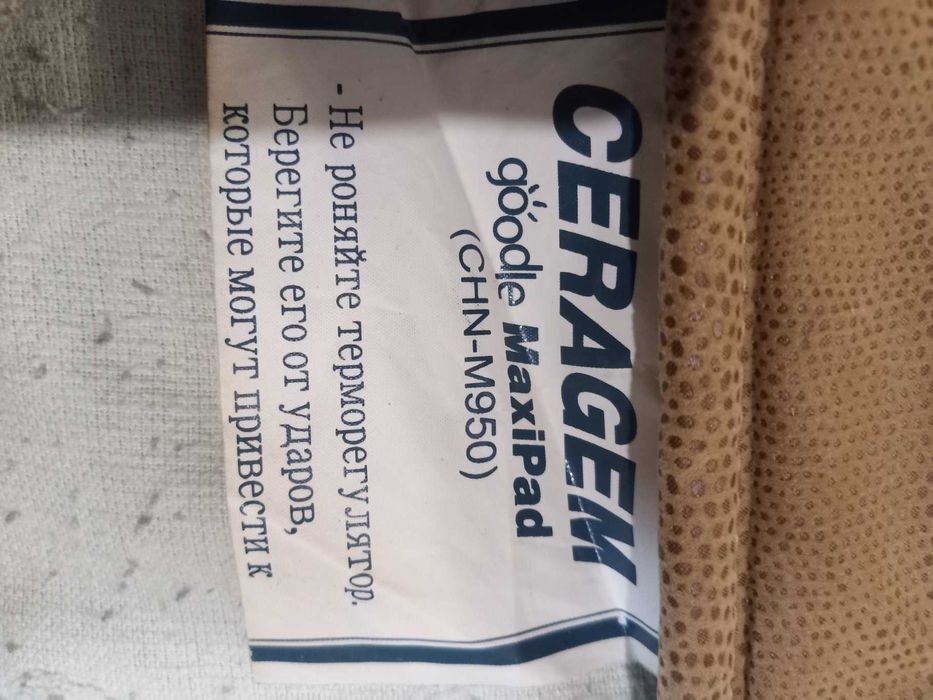 CERAGEM
goodle MaxiPad
(CHN-M950)
- Не роняйте терморегулятор.
Берегите его от ударов,
которые могут привести к